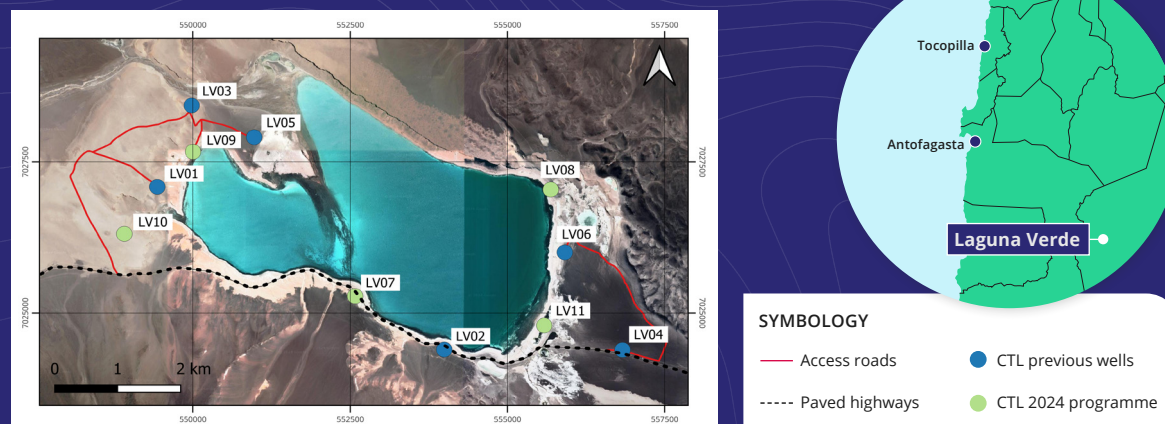 550000
552500
555000
557500
7027500
7025000
LV03
LV05
LV09
LV01
LV10
LV08
LV06
LV07
LV11
LV02
LV04
0 1 2 km
7027500
7025000
550000
552500
555000
557500
Tocopilla
Antofagasta
Laguna Verde
SYMBOLOGY
Access roads
CTL previous wells
Paved highways
CTL 2024 programme